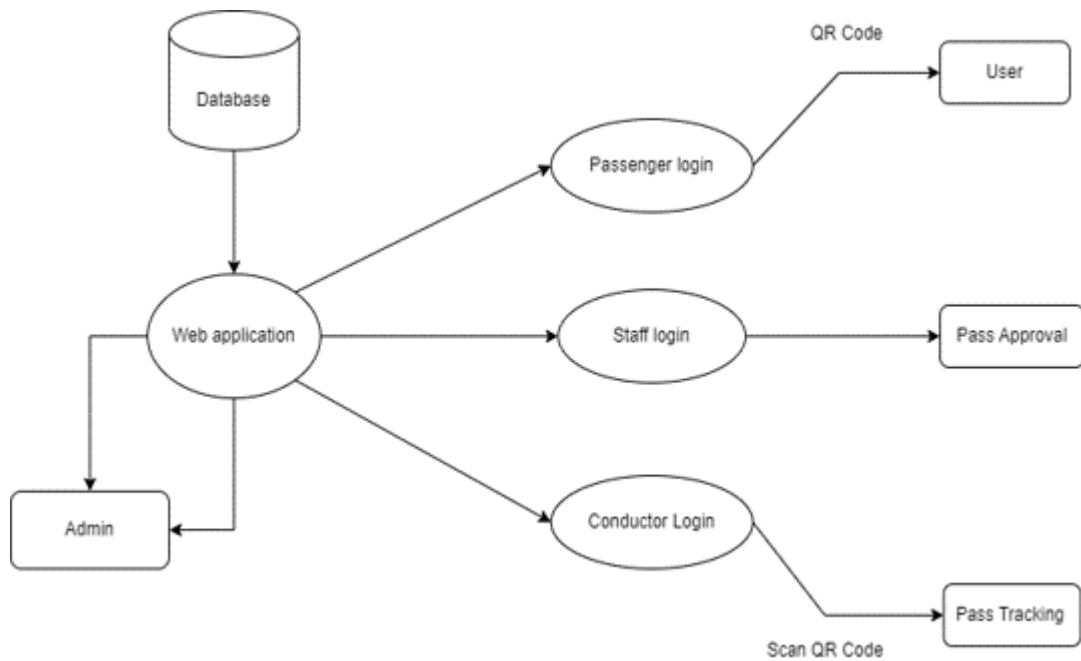 QR Code
User
Database
Passenger login
Web application
Staff login
Pass Approval
Admin
Conductor Login
Pass Tracking
Scan QR Code